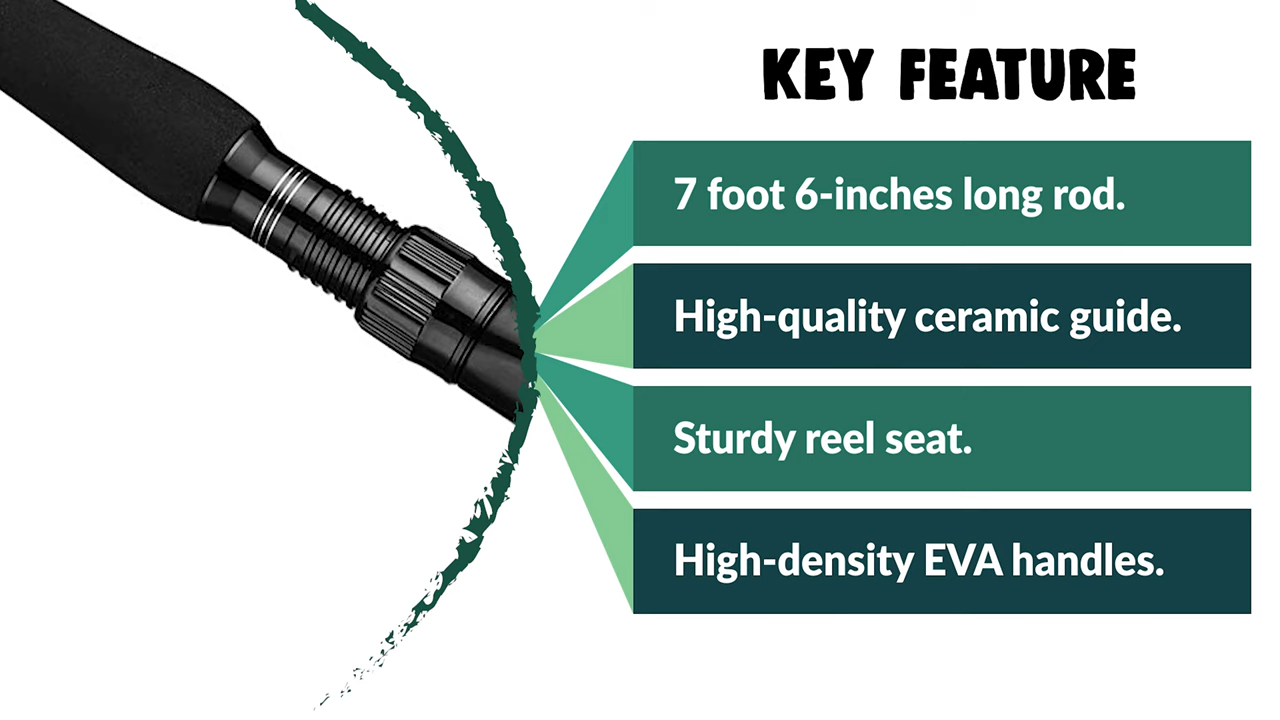 KEY FEATURE
7 foot 6-inches long rod.
High-quality ceramic guide.
Sturdy reel seat.
High-density EVA handles.